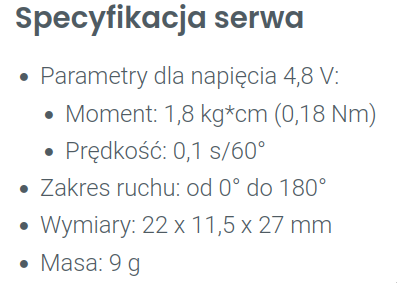 Specyfikacja serwa
• Parametry dla napięcia 4,8 V:
• Moment: 1,8 kg*cm (0,18 Nm)
• Prędkość: 0,1 s/60°
• Zakres ruchu: od 0° do 180°
• Wymiary: 22 x 11,5 x 27 mm
• Masa: 9 g